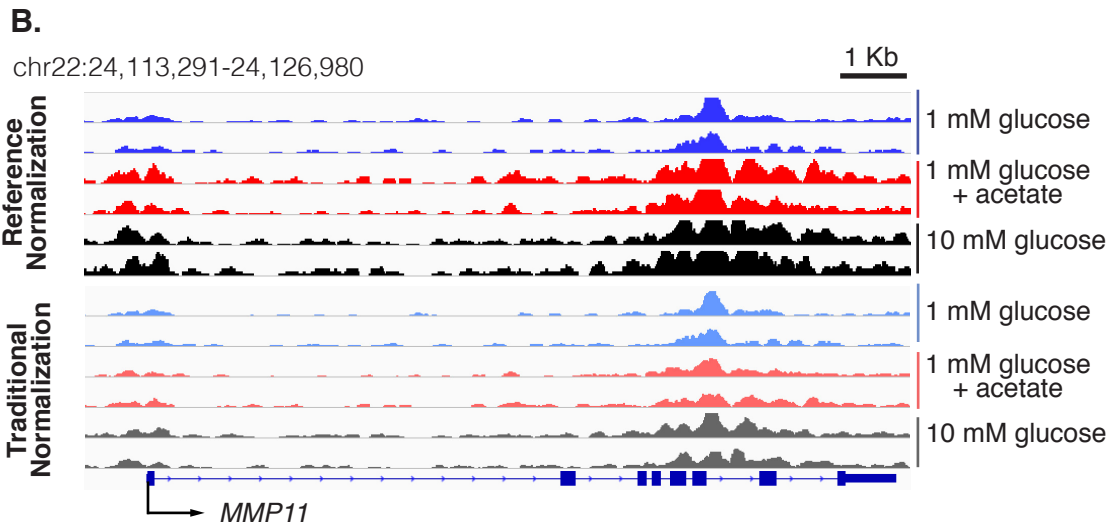 B.
chr22:24,113,291-24,126,980
1 Kb
Reference
Normalization
1 mM glucose
1 mM glucose
+ acetate
10 mM glucose
Traditional
Normalization
1 mM glucose
1 mM glucose
+ acetate
10 mM glucose
MMP11